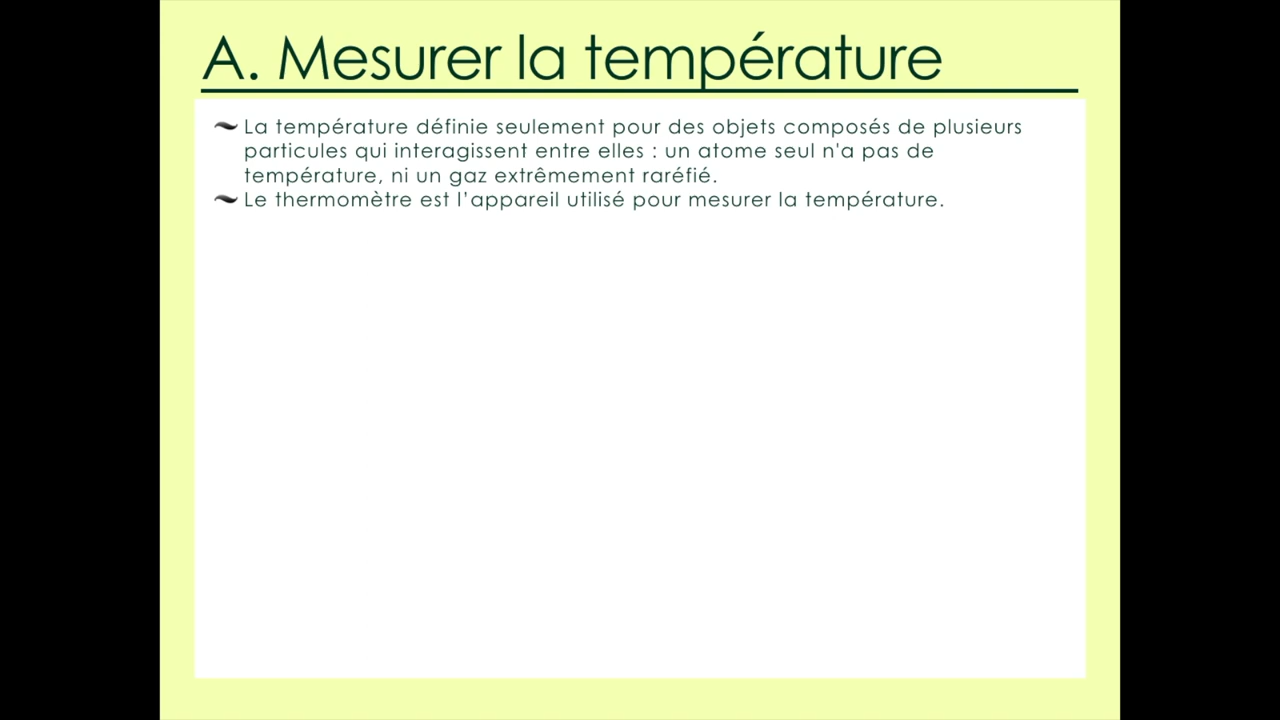 A. Mesurer la température
La température définie seulement pour des objets composés de plusieurs
particules qui interagissent entre elles : un atome seul n'a pas de
température, ni un gaz extrêmement raréfié.
Le thermomètre est l’appareil utilisé pour mesurer la température.